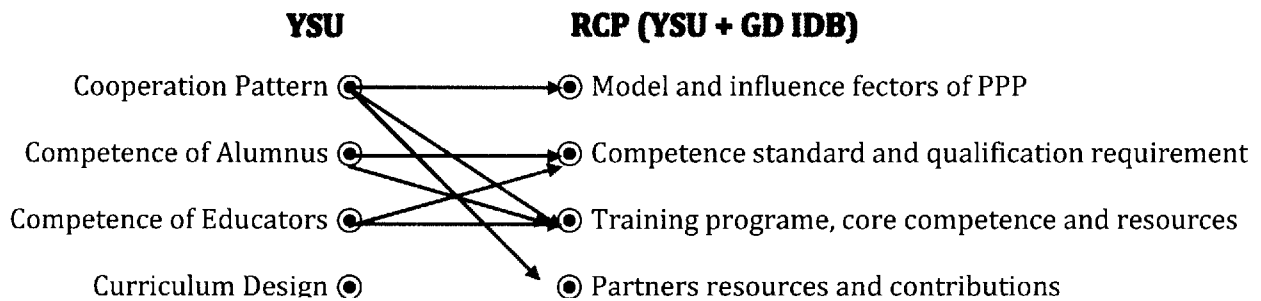 YSU RCP (YSU + GD IDB)
Cooperation Pattern Model and influence fectors of PPP
Competence of Alumnus Competence standard and qualification requirement
Competence of Educators Training programe, core competence and resources
Curriculum Design Partners resources and contributions